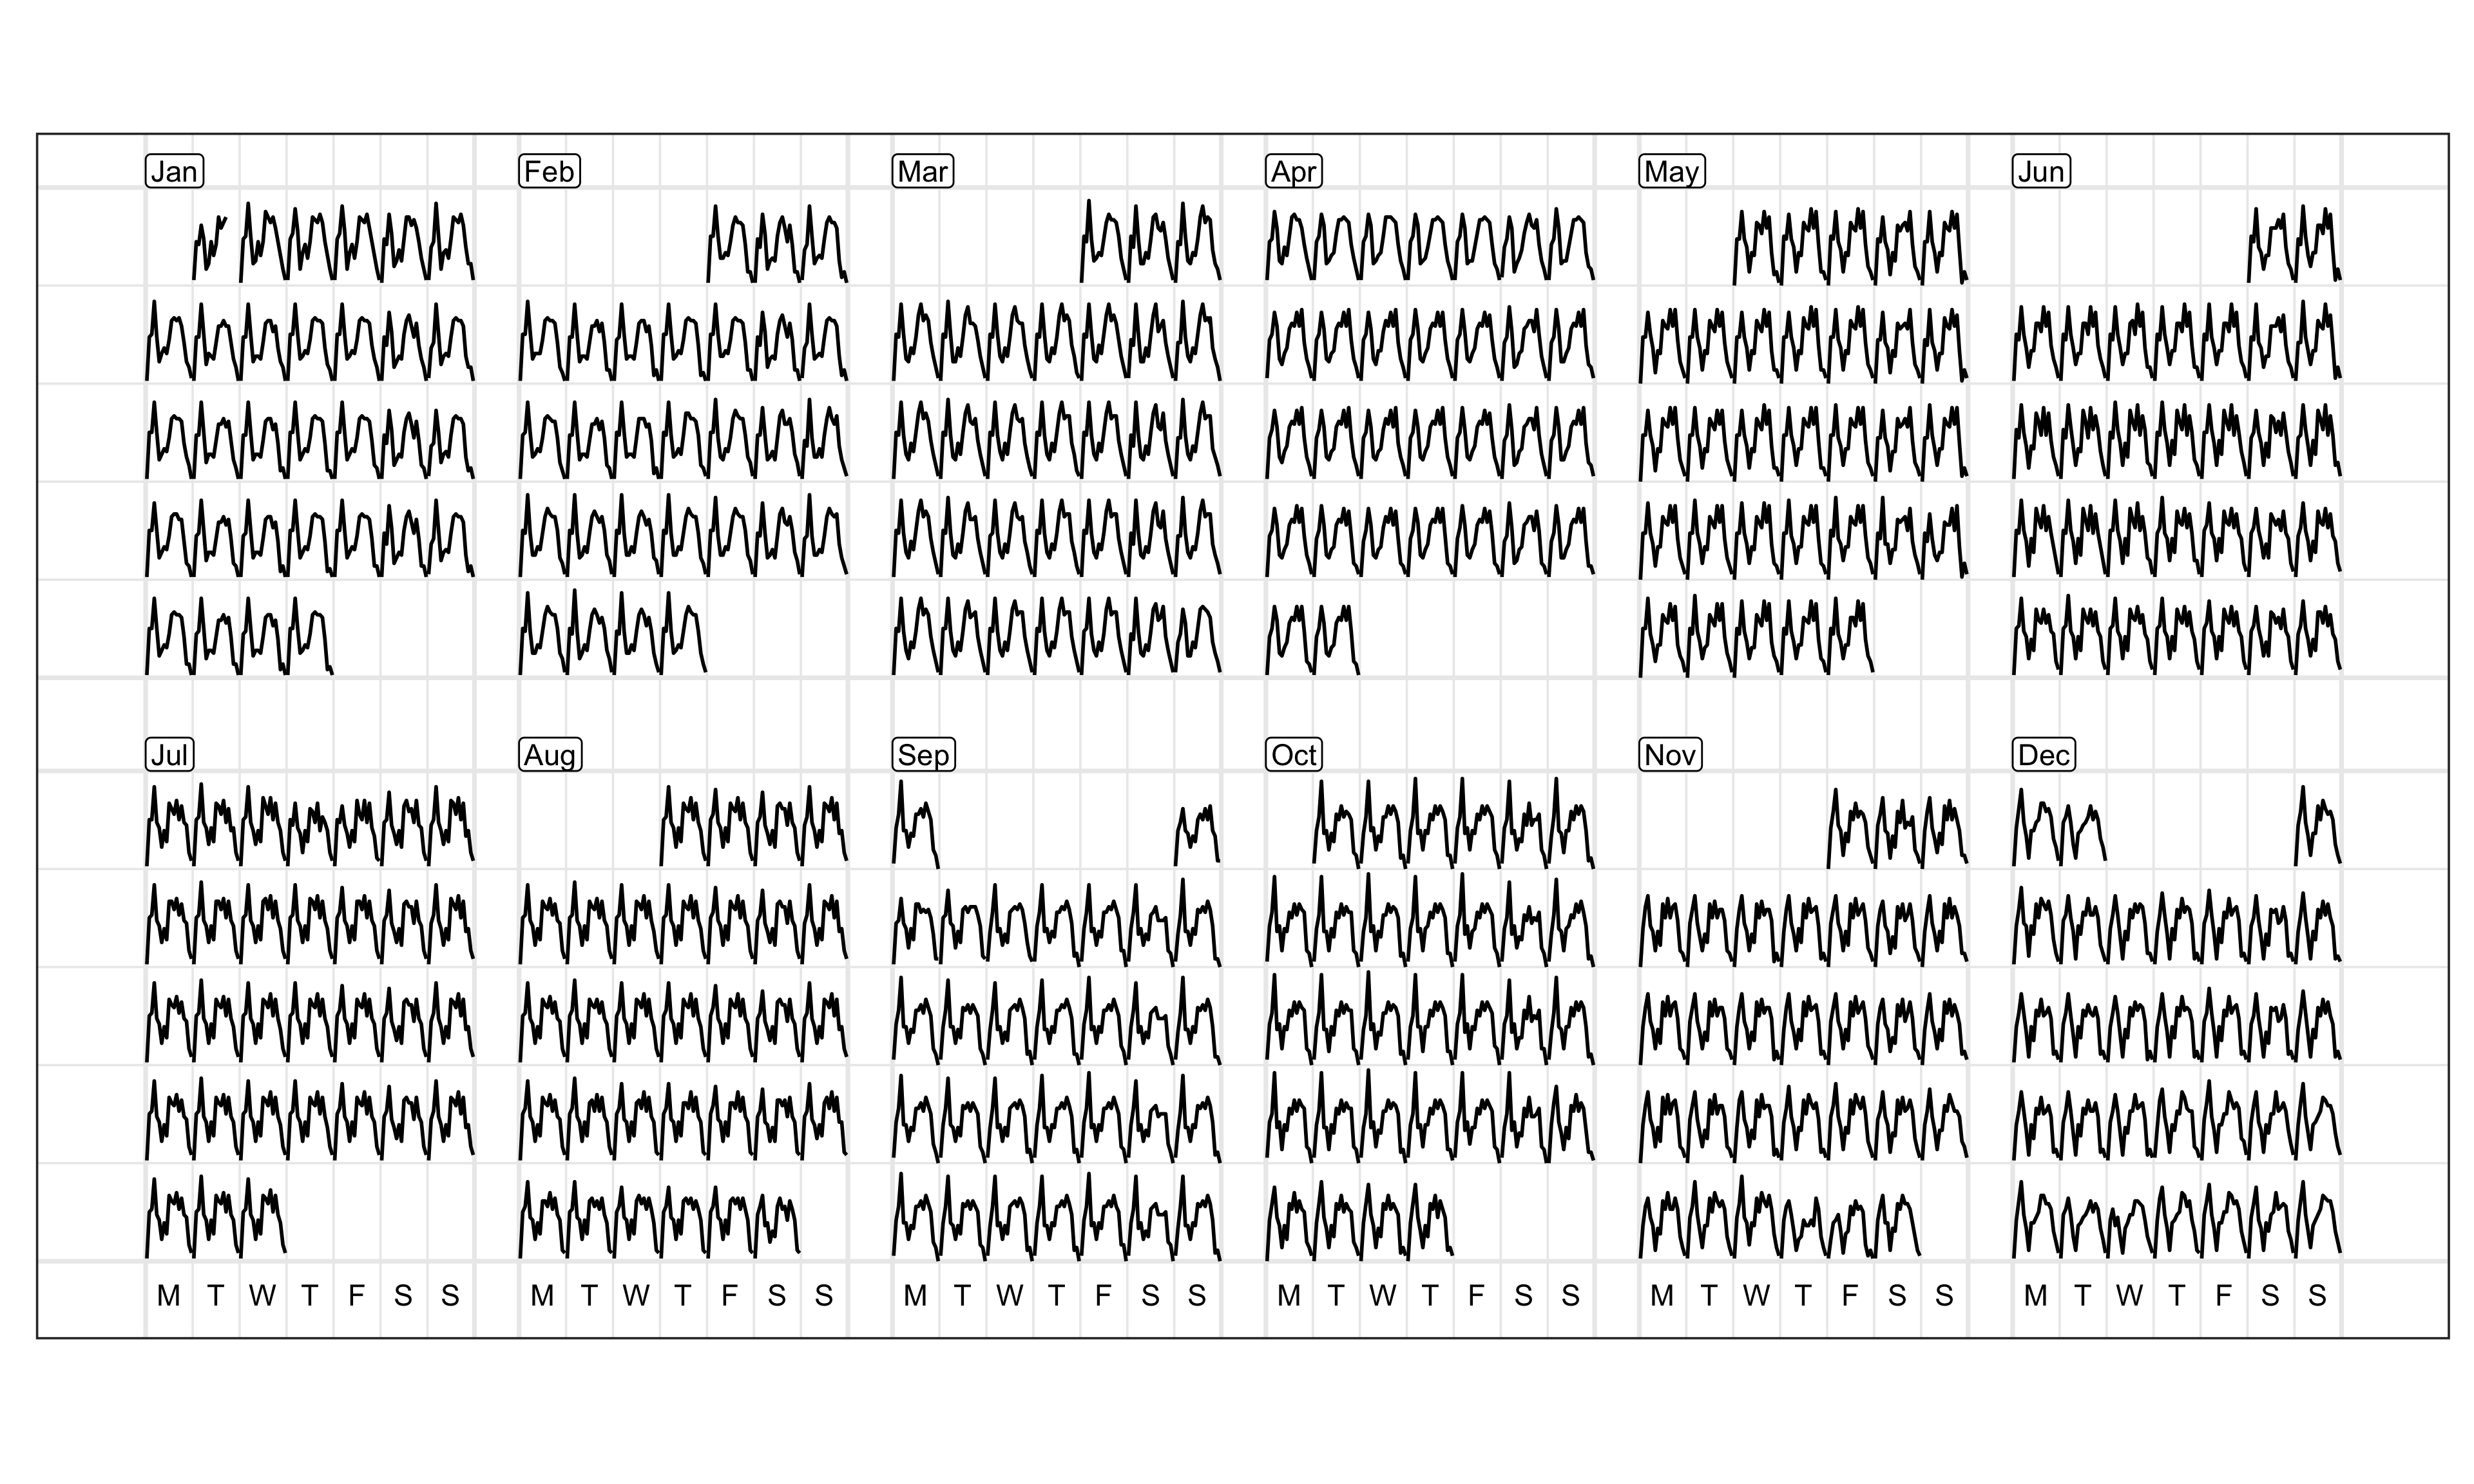 Jan Feb Mar Apr May Jun
Jul Aug Sep Oct Nov Dec
M T W T F S S M T W T F S S M T W T F S S M T W T F S S M T W T F S S M T W T F S S